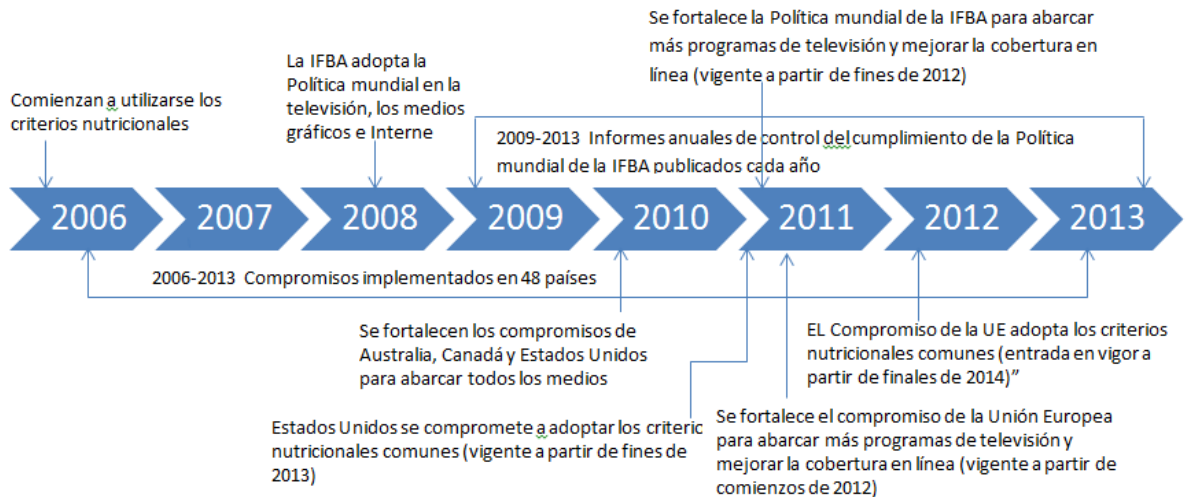 Se fortalece la Política mundial de la IFBA para abarcar
más programas de televisión y mejorar la cobertura en
línea (vigente a partir de fines de 2012)
La IFBA adopta la
Política mundial en la
televisión, los medios
gráficos e Interne
Comienzan a utilizarse los
criterios nutricionales
2009-2013 Informes anuales de control del cumplimiento de la Política
mundial de la IFBA publicados cada año
2006
2007
2008
2009
2010
2011
2012
2013
2006-2013 Compromisos implementados en 48 países
Se fortalecen los compromisos de
Australia, Canadá y Estados Unidos
para abarcar todos los medios
EL Compromiso de la UE adopta los criterios
nutricionales comunes (entrada en vigor a
partir de finales de 2014)”
Estados Unidos se compromete a adoptar los criteric
nutricionales comunes (vigente a partir de fines de
2013)
Se fortalece el compromiso de la Unión Europea
para abarcar más programas de televisión y
mejorar la cobertura en línea (vigente a partir de
comienzos de 2012)